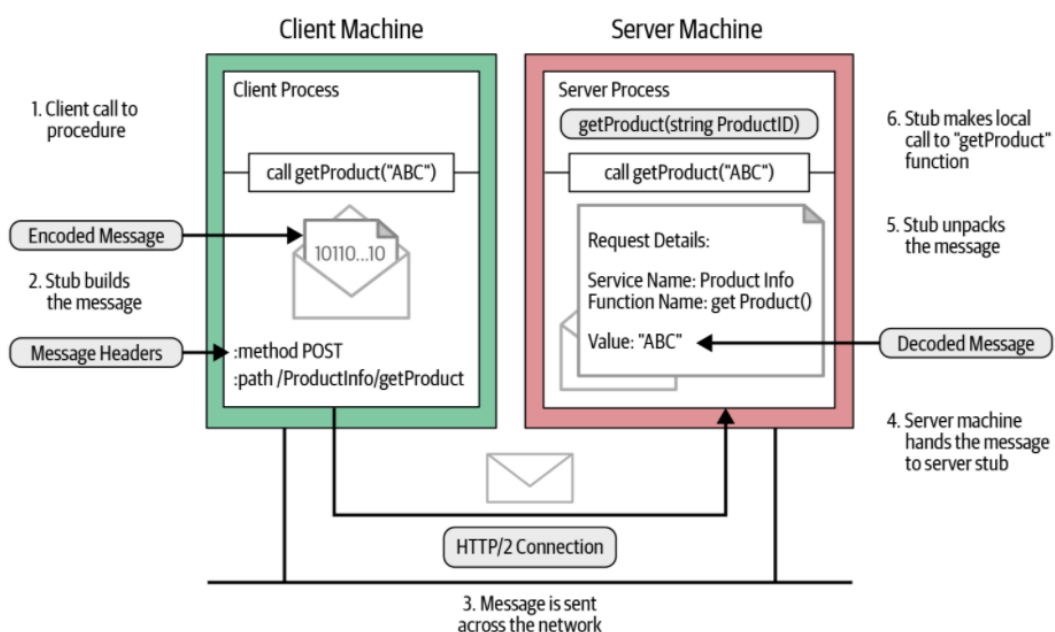 Client Machine
Server Machine
1. Client call to
procedure
Client Process
call getProduct("ABC")
Encoded Message
10110...10
2. Stub builds
the message
Message Headers
:method POST
:path /ProductInfo/getProduct
Server Process
getProduct(string ProductID)
call getProduct("ABC")
Request Details:
Service Name: Product Info
Function Name: get Product()
Value: "ABC"
6. Stub makes local
call to "getProduct"
function
5. Stub unpacks
the message
Decoded Message
4. Server machine
hands the message
to server stub
HTTP/2 Connection
3. Message is sent
across the network